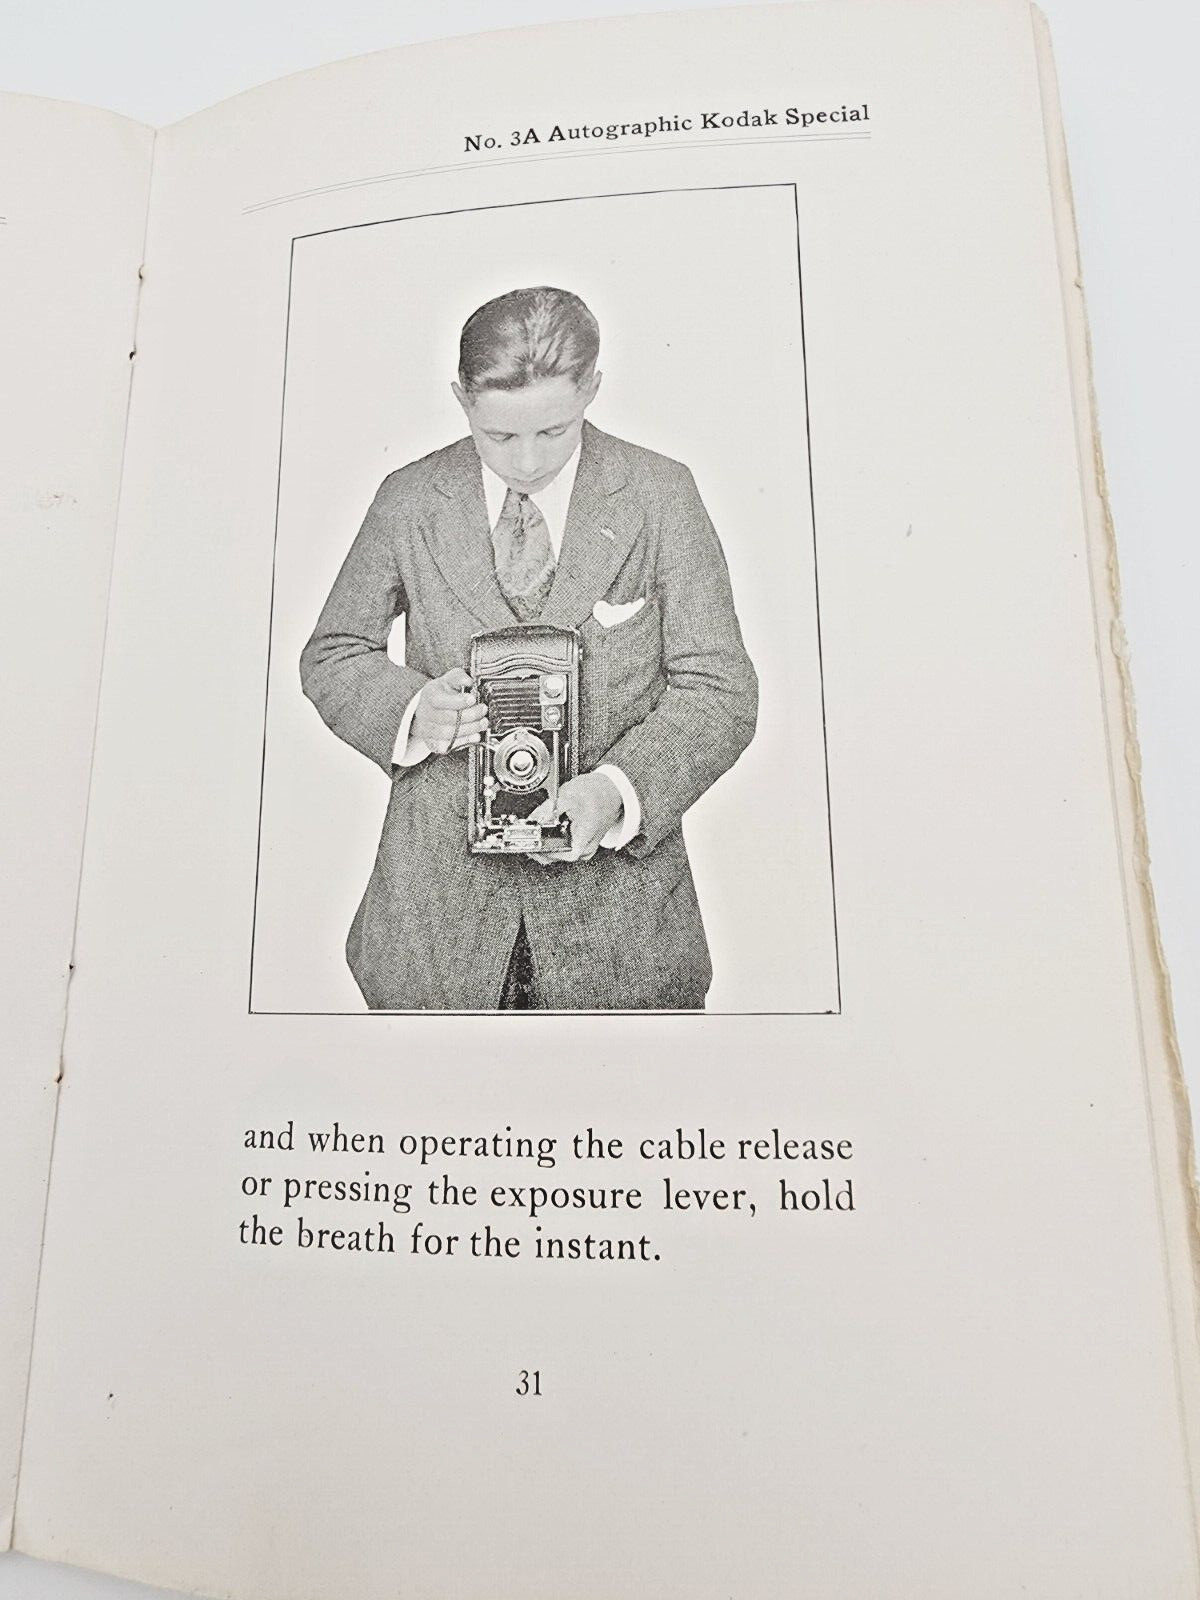 No. 3A Autographic Kodak Special
and when operating the cable release
or pressing the exposure lever, hold
the breath for the instant.
31